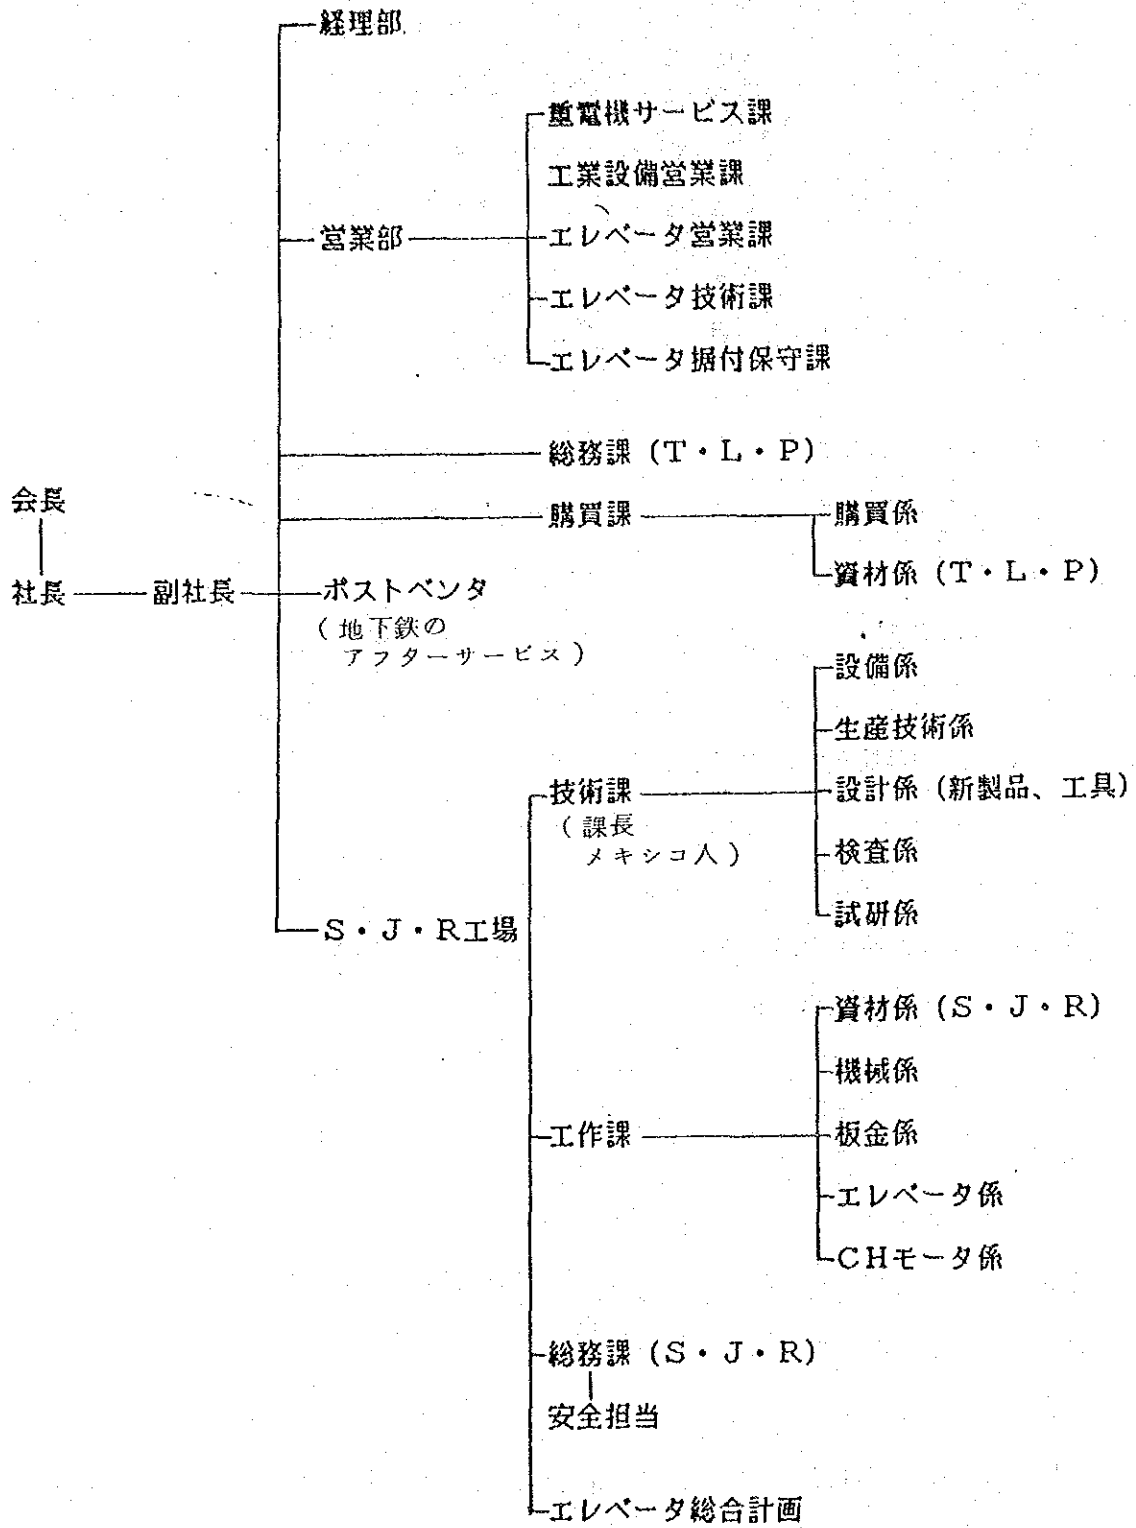 経理部
重電機サービス課
工業設備営業課
営業部
エレベータ営業課
エレベータ技術課
エレベータ据付保守課
総務課 (T・L・P)
会長
購買課
購買係
資材係 (T・L・P)
社長
副社長
ポストベンタ
(地下鉄の
アフターサービス)
設備係
生産技術係
技術課
設計係 (新製品、工具)
(課長
メキシコ人)
検査係
試研係
S・J・R工場
資材係 (S・J・R)
機械係
工作課
板金係
エレベータ係
CHモータ係
総務課 (S・J・R)
安全担当
エレベータ総合計画